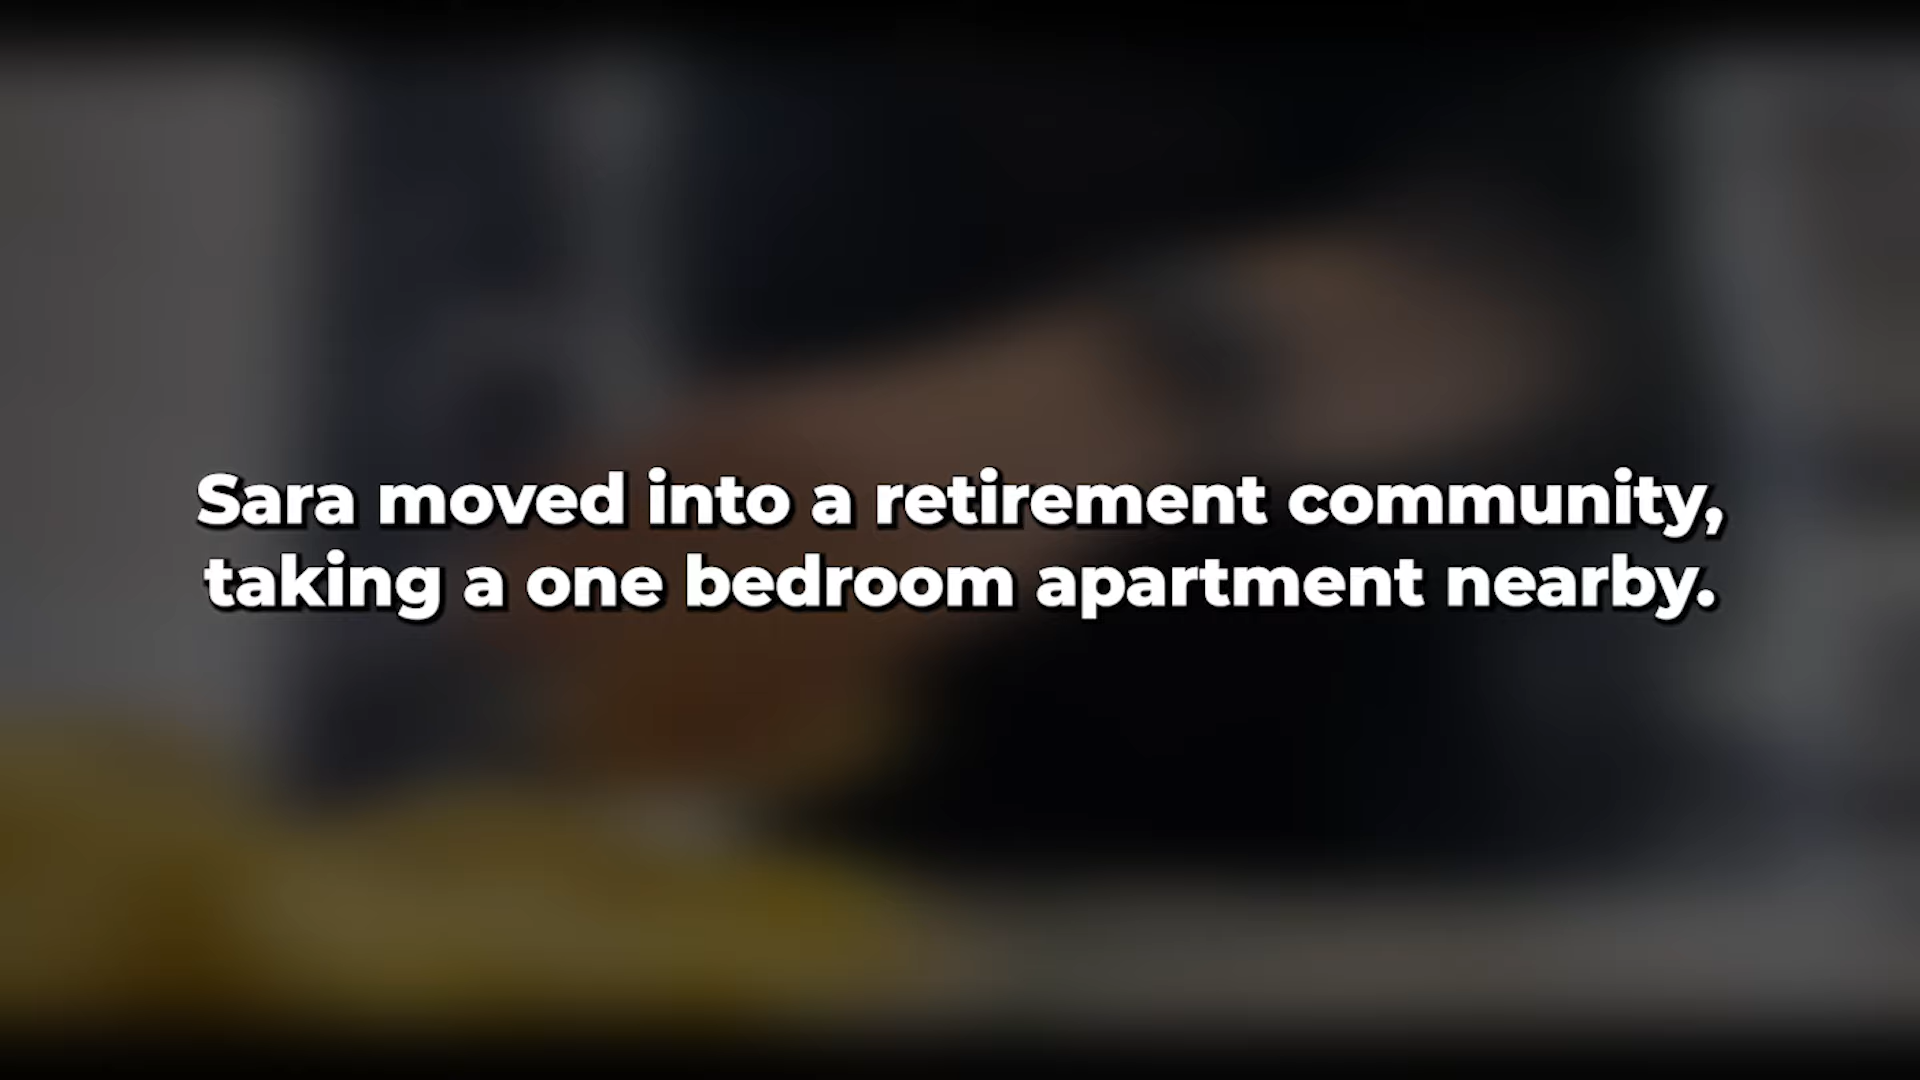 Sara moved into a retirement community,
taking a one bedroom apartment nearby.